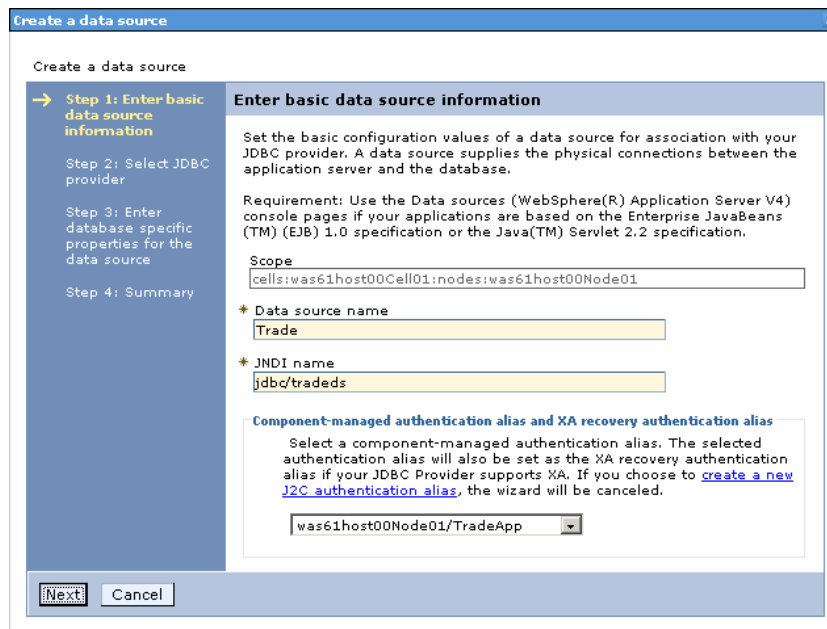 Create a data source
Create a data source
Step 1: Enter basic
data source
information
Step 2: Select JDBC
provider
Step 3: Enter
database specific
properties for the
data source
Step 4: Summary
Enter basic data source information
Set the basic configuration values of a data source for association with your
JDBC provider. A data source supplies the physical connections between the
application server and the database.
Requirement: Use the Data sources (WebSphere(R) Application Server V4)
console pages if your applications are based on the Enterprise JavaBeans
(TM) (EJB) 1.0 specification or the Java(TM) Servlet 2.2 specification.
Scope
cells:was61host00Cell01:nodes:was61host00Node01
* Data source name
Trade
* JNDI name
jdbc/tradeds
Component-managed authentication alias and XA recovery authentication alias
Select a component-managed authentication alias. The selected
authentication alias will also be set as the XA recovery authentication
alias if your JDBC Provider supports XA. If you choose to create a new
J2C authentication alias, the wizard will be canceled.
was61host00Node01/TradeApp
Next Cancel